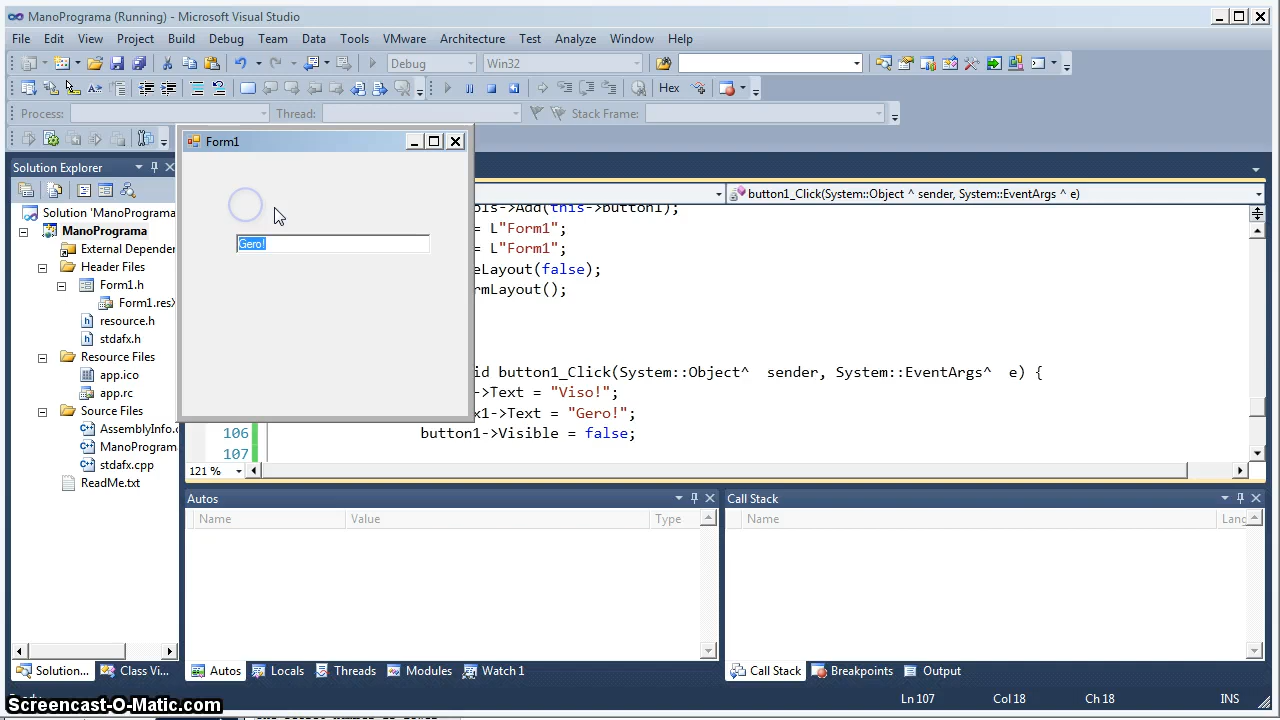 ManoPrograma (Running) - Microsoft Visual Studio
File Edit View Project Build Debug Team Data Tools VMware Architecture Test Analyze Window Help
Debug Win32
Hex
Process: Thread: Stack Frame:
Solution Explorer
Form1
Gero!
Solution 'ManoPrograma
ManoPrograma
External Depender
Header Files
Form1.h
Form1.resX
resource.h
stdafx.h
Resource Files
app.ico
app.rc
Source Files
AssemblyInfo.c
ManoProgram
stdafx.cpp
ReadMe.txt
button1_Click(System::Object ^ sender, System::EventArgs ^ e)
ols->Add(this->button1);
= L"Form1";
= L"Form1";
eLayout(false);
rmLayout();
id button1_Click(System::Object^ sender, System::EventArgs^ e) {
->Text = "Viso!";
x1->Text = "Gero!";
106 button1->Visible = false;
107
121 %
Autos
Name Value Type
Call Stack
Name Lang
Solution... Class Vi...
Autos Locals Threads Modules Watch 1
Call Stack Breakpoints Output
Ln 107 Col 18 Ch 18 INS
Screencast-O-Matic.com